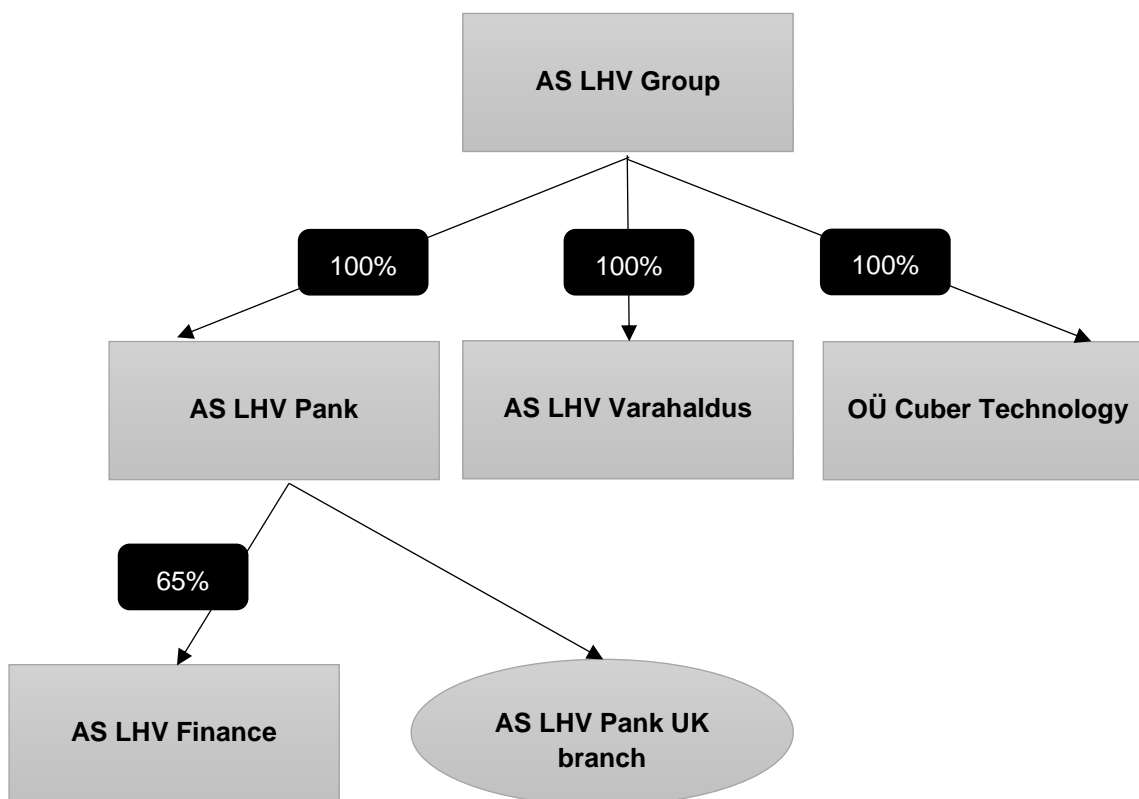 AS LHV Group
100%
100%
100%
AS LHV Pank
AS LHV Varahaldus
OÜ Cuber Technology
65%
AS LHV Finance
AS LHV Pank UK
branch